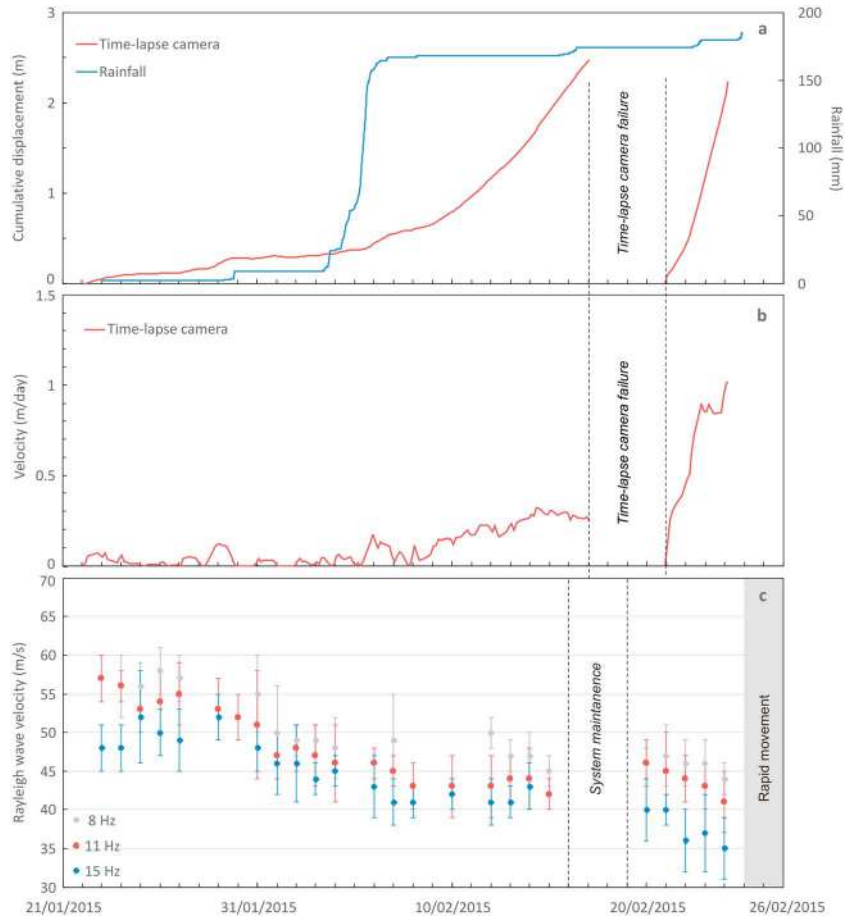 3
200
a
Time-lapse camera
Rainfall
Cumulative displacement (m)
2
150
Time-lapse camera failure
100
Rainfall (mm)
1
50
0
0
1.5
b
Time-lapse camera
Velocity (m/day)
1
Time-lapse camera failure
0.5
0
70
c
65
60
Rayleigh wave velocity (m/s)
55
50
System maintanence
Rapid movement
45
40
8 Hz
35
11 Hz
15 Hz
30
21/01/2015 31/01/2015 10/02/2015 20/02/2015 26/02/2015